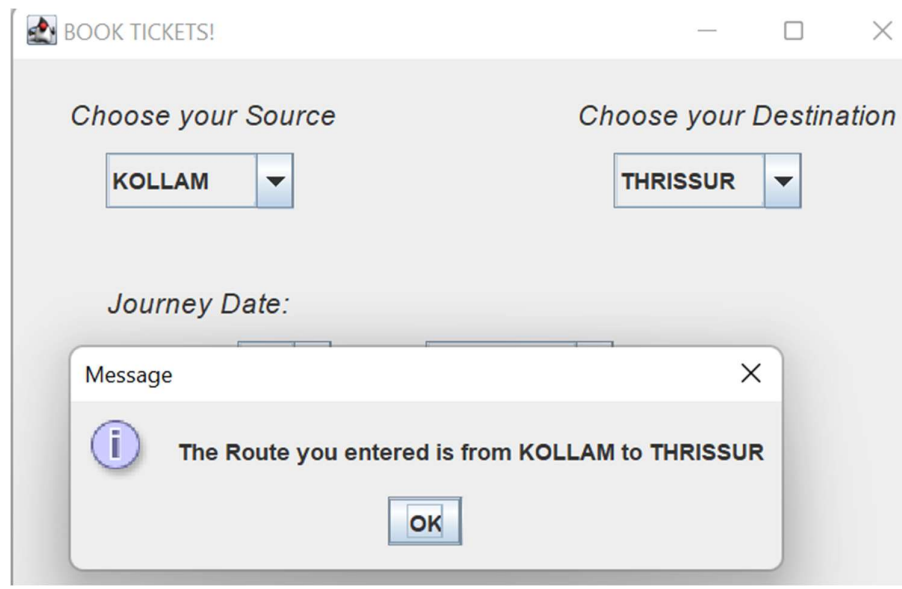 BOOK TICKETS!
Choose your Source
Choose your Destination
KOLLAM
THRISSUR
Journey Date:
Message
i
The Route you entered is from KOLLAM to THRISSUR
OK